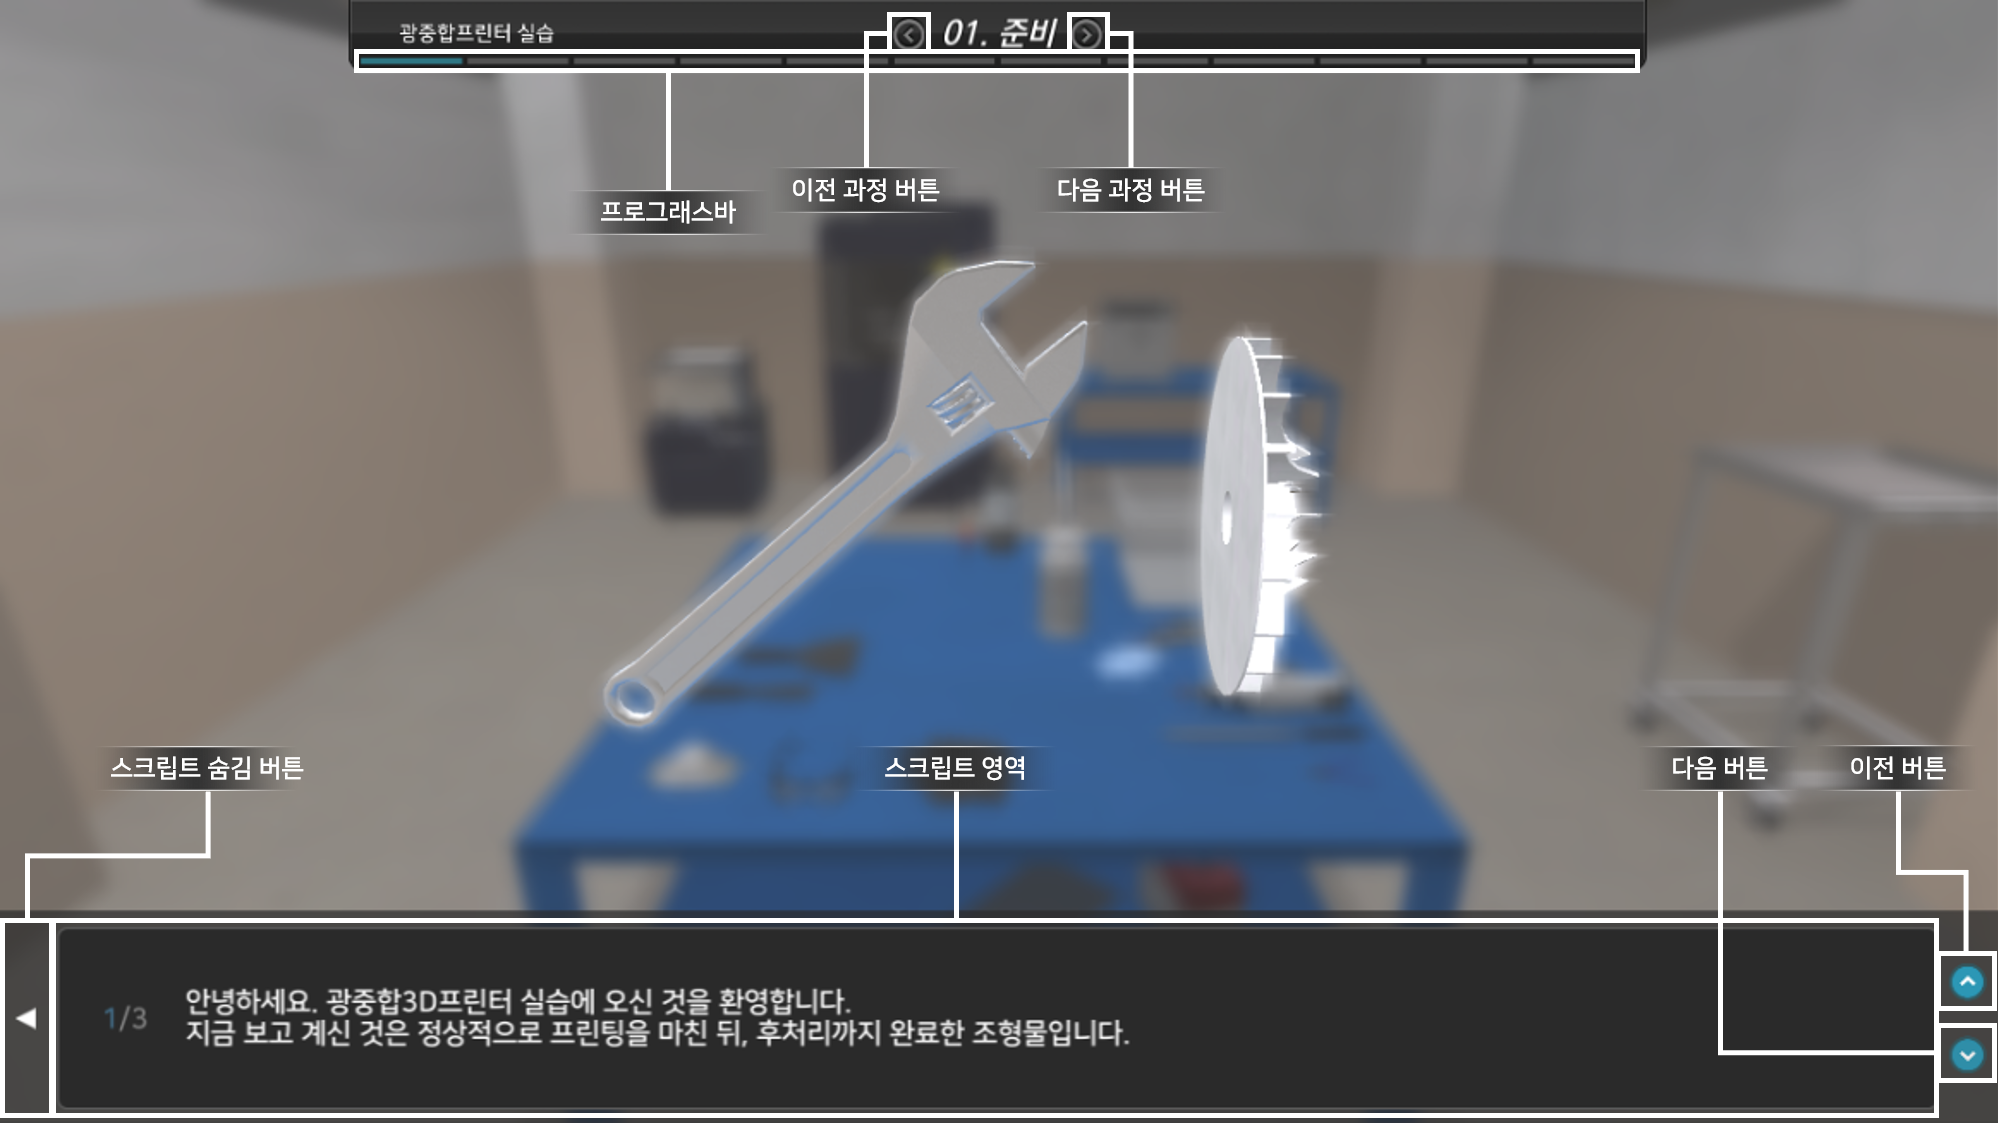 광중합프린터 실습
01. 준비
프로그래스바
이전 과정 버튼
다음 과정 버튼
스크립트 숨김 버튼
스크립트 영역
다음 버튼
이전 버튼
1/3
안녕하세요. 광중합3D프린터 실습에 오신 것을 환영합니다.
지금 보고 계신 것은 정상적으로 프린팅을 마친 뒤, 후처리까지 완료한 조형물입니다.